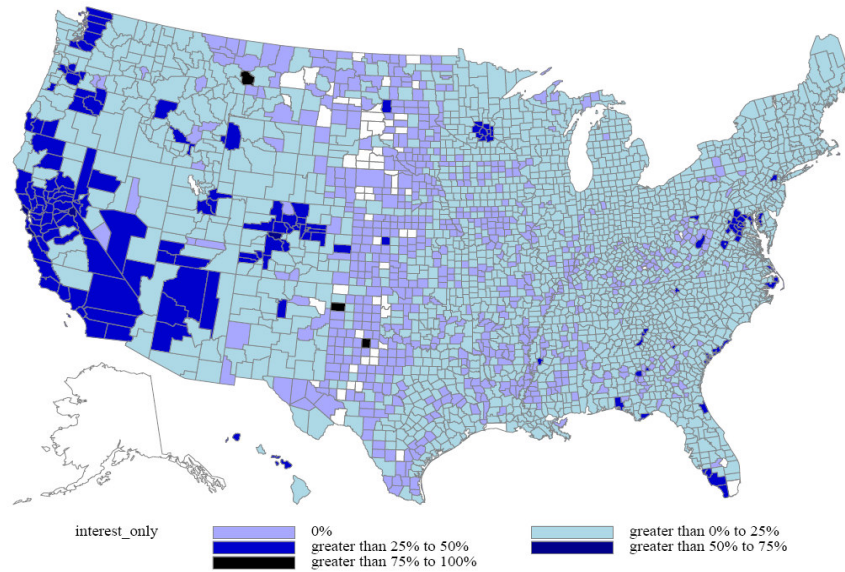 interest_only
0%
greater than 0% to 25%
greater than 25% to 50%
greater than 50% to 75%
greater than 75% to 100%